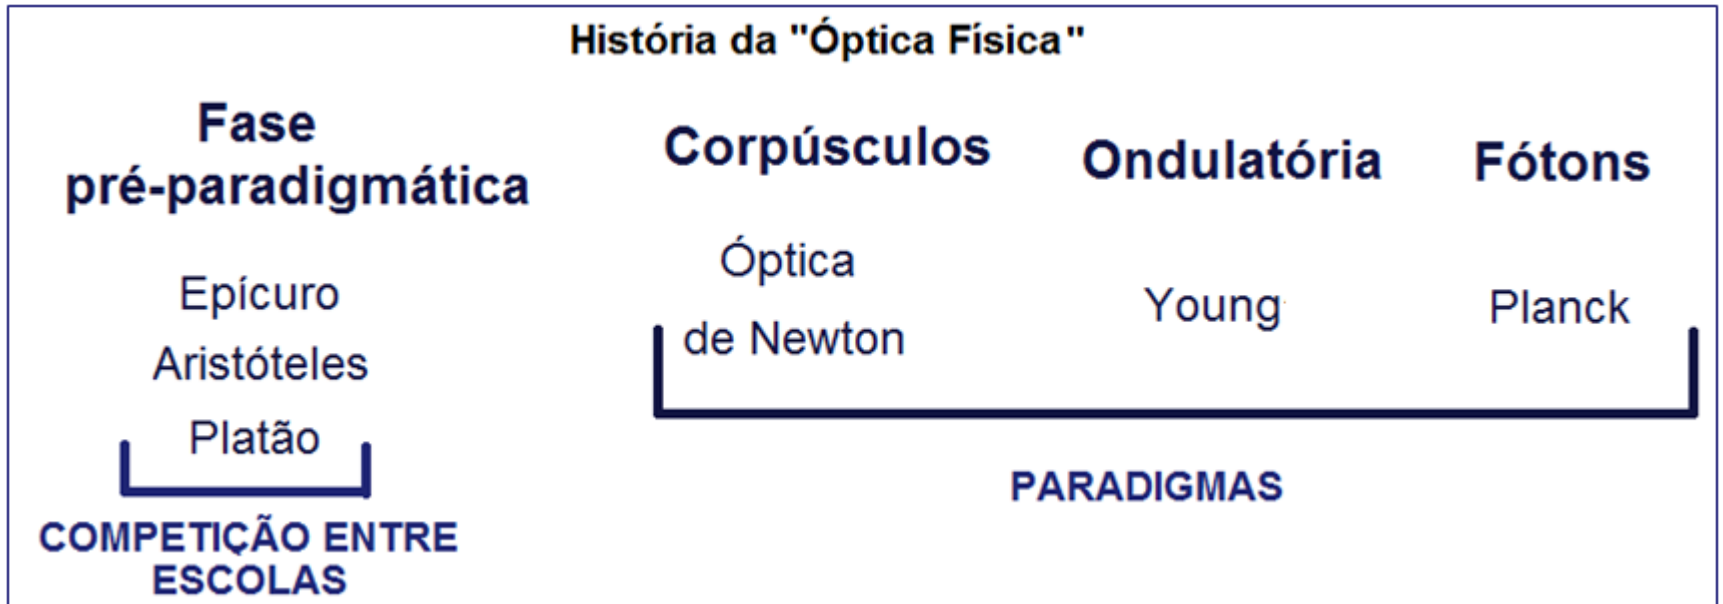 História da "Óptica Física"
Fase
pré-paradigmática
Epícuro
Aristóteles
Platão
COMPETIÇÃO ENTRE
ESCOLAS
Corpúsculos
Óptica
de Newton
Ondulatória
Young
Fótons
Planck
PARADIGMAS